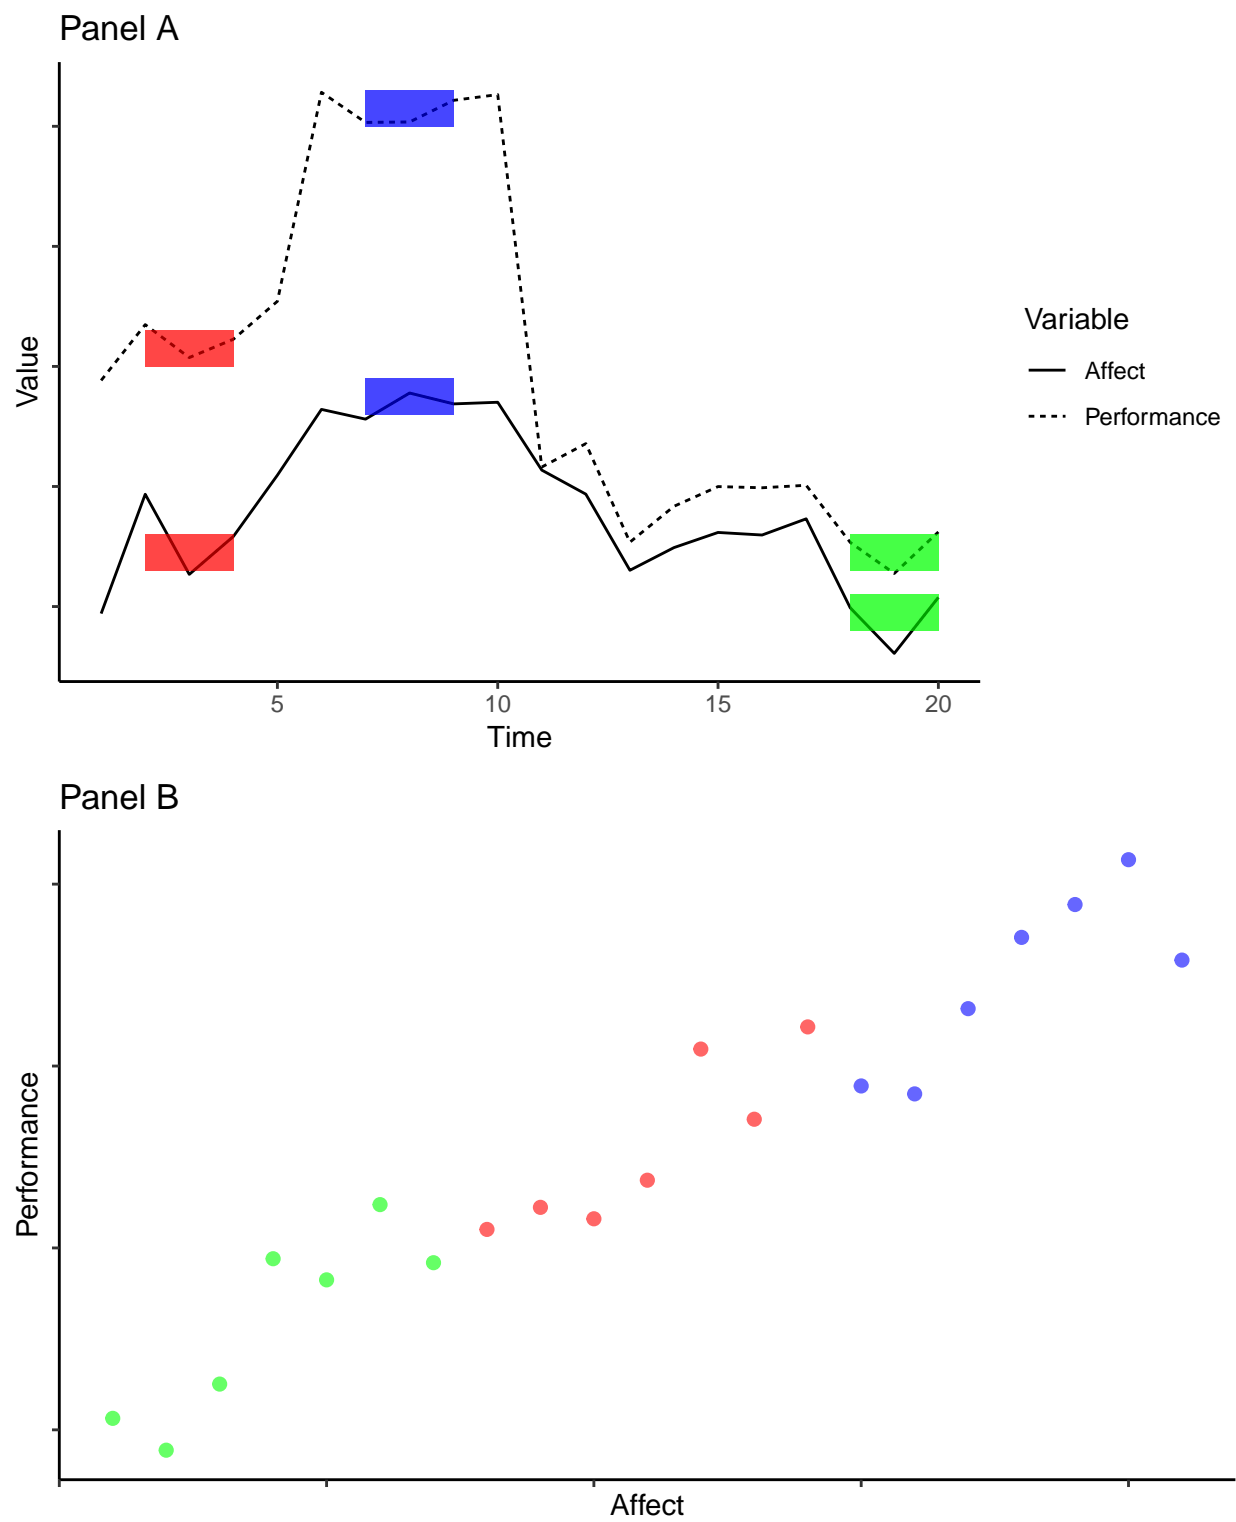 Panel A
Value
Variable
Affect
Performance
5 10 15 20
Time
Panel B
Performance
Affect